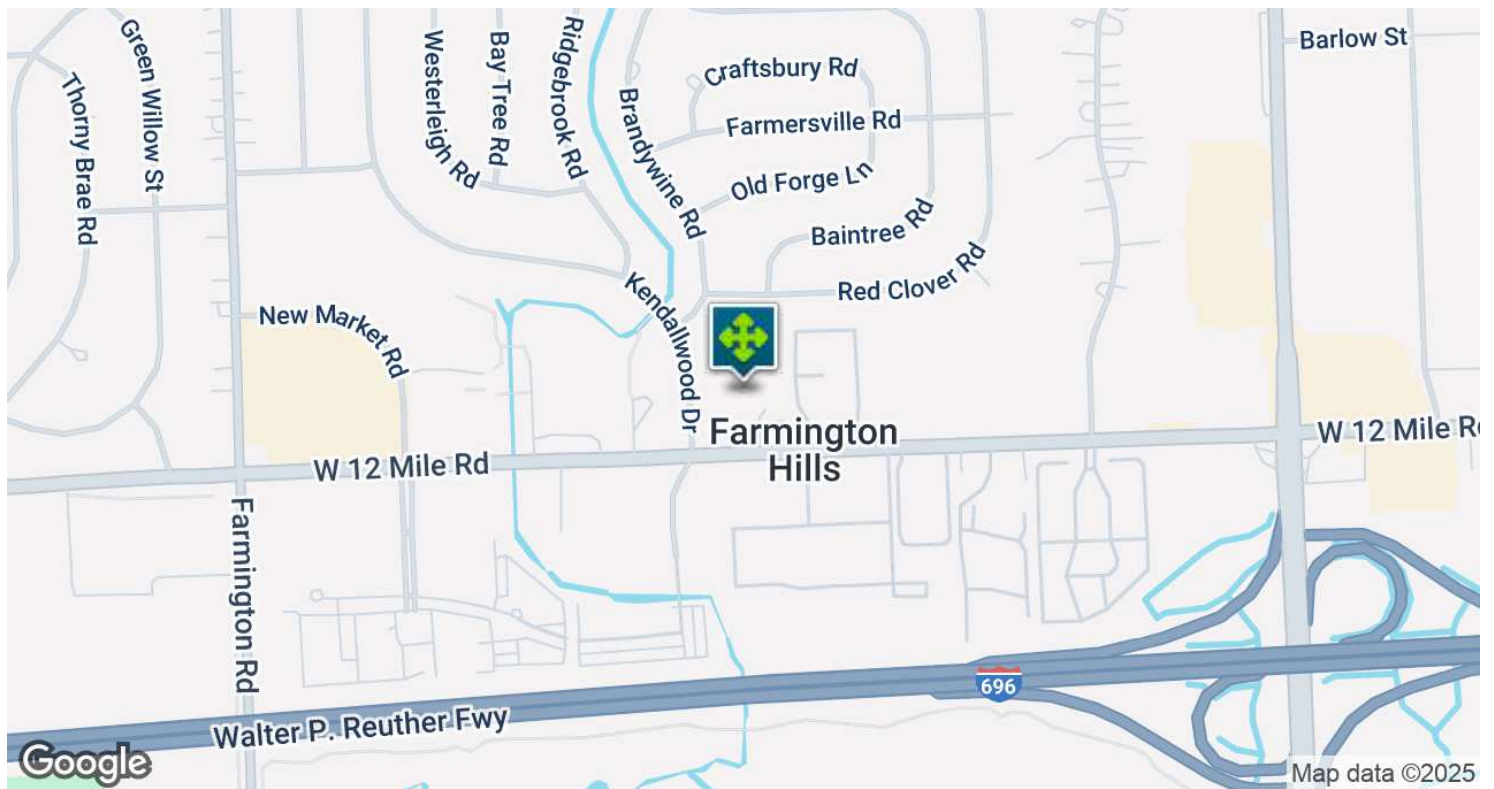 Green Willow St
Thorny Brae Rd
Westerleigh Rd
Bay Tree Rd
Ridgebrook Rd
Brandywine Rd
Craftsbury Rd
Farmersville Rd
Old Forge Ln
Baintree Rd
Red Clover Rd
Barlow St
New Market Rd
Kendallwood Dr
Farmington
Hills
W 12 Mile Rd
W 12 Mile R
Farmington Rd
696
Walter P. Reuther Fwy
Google
Map data ©2025